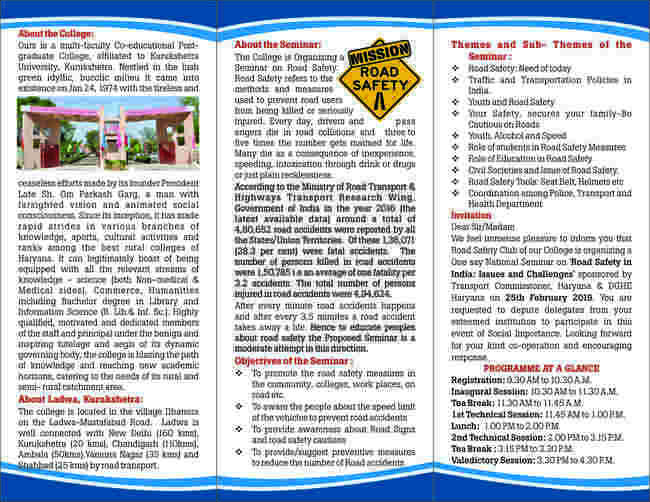 About the College:
Ours is a multi-faculty Co-educational Post-
graduate College, affiliated to Kurukshetra
University, Kurukshetra. Nestled in the lush
green idyllic, bucolic milieu it came into
existence on Jan 24, 1974 with the tireless and
ceaseless efforts made by its founder President
Late Sh. Om Parkash Garg, a man with
farsighted vision and animated social
consciousness. Since its inception, it has made
rapid strides in various branches of
knowledge, sports, cultural activities and
ranks among the best rural colleges of
Haryana. It can legitimately boast of being
equipped with all the relevant streams of
knowledge - science (both Non-medical &
Medical sides), Commerce, Humanities
including Bachelor degree in Library and
Information Science (B. Lib.& Inf. Sc.). Highly
qualified, motivated and dedicated members
of the staff and principal under the benign and
inspiring tutelage and aegis of its dynamic
governing body, the college is blazing the path
of knowledge and reaching new academic
horizons, catering to the needs of its rural and
semi- rural catchment area.
About Ladwa, Kurukshetra:
The college is located in the village Dhanora
on the Ladwa-Mustafabad Road. Ladwa is
well connected with New Delhi (160 kms),
Kurukshetra (20 kms), Chandigarh (110kms),
Ambala (50kms),Yamuna Nagar (35 kms) and
Shahbad (25 kms) by road transport.
About the Seminar:
The College is Organizing a
Seminar on Road Safety.
Road Safety refers to the
methods and measures
used to prevent road users
from being killed or seriously
injured. Every day, drivers and pass
engers die in road collisions and three to
five times the number gets maimed for life.
Many die as a consequence of inexperience,
speeding, intoxication through drink or drugs
or just plain recklessness.
According to the Ministry of Road Transport &
Highways Transport Research Wing,
Government of India in the year 2016 (the
latest available data) around a total of
4,80,652 road accidents were reported by all
the States/Union Territories. Of these 1,36,071
(28.3 per cent) were fatal accidents. The
number of persons killed in road accidents
were 1,50,785 i.e an average of one fatality per
3.2 accidents. The total number of persons
injured in road accidents were 4,94,624.
After every minute road accidents happens
and after every 3.5 minutes a road accident
takes away a life. Hence to educate peoples
about road safety the Proposed Seminar is a
moderate attempt in this direction.
Objectives of the Seminar :
❖ To promote the road safety measures in
the community, colleges, work places, on
road etc.
❖ To aware the people about the speed limit
of the vehicles to prevent road accidents
❖ To provide awareness about Road Signs
and road safety cautions
❖ To provide/suggest preventive measures
to reduce the number of Road accidents
MISSION
ROAD
SAFETY
Themes and Sub- Themes of the
Seminar :
❖ Road Safety: Need of today
❖ Traffic and Transportation Policies in
India.
❖ Youth and Road Safety
❖ Your Safety, secures your family-Be
Cautious on Roads
❖ Youth, Alcohol and Speed
❖ Role of students in Road Safety Measures
❖ Role of Education in Road Safety
❖ Civil Societies and Issue of Road Safety.
❖ Road Safety Tools: Seat Belt, Helmets etc
❖ Coordination among Police, Transport and
Health Department
Invitation
Dear Sir/Madam
We feel immense pleasure to inform you that
Road Safety Club of our College is organizing a
One say National Seminar on 'Road Safety in
India: Issues and Challenges' sponsored by
Transport Commissioner, Haryana & DGHE
Haryana on 25th February 2019. You are
requested to depute delegates from your
esteemed institution to participate in this
event of Social Importance. Looking forward
for your kind co-operation and encouraging
response.
PROGRAMME AT A GLANCE
Registration: 9.30 AM to 10.30 A.M.
Inaugural Session: 10.30 AM to 11.30 A.M.
Tea Break: 11.30 AM to 11.45 A.M.
1st Technical Session: 11.45 AM to 1.00 P.M.
Lunch: 1.00 PM to 2.00 P.M.
2nd Technical Session: 2.00 PM to 3.15 P.M.
Tea Break : 3.15 PM to 3.30 P.M.
Valedictory Session: 3.30 PM to 4.30 P.M.